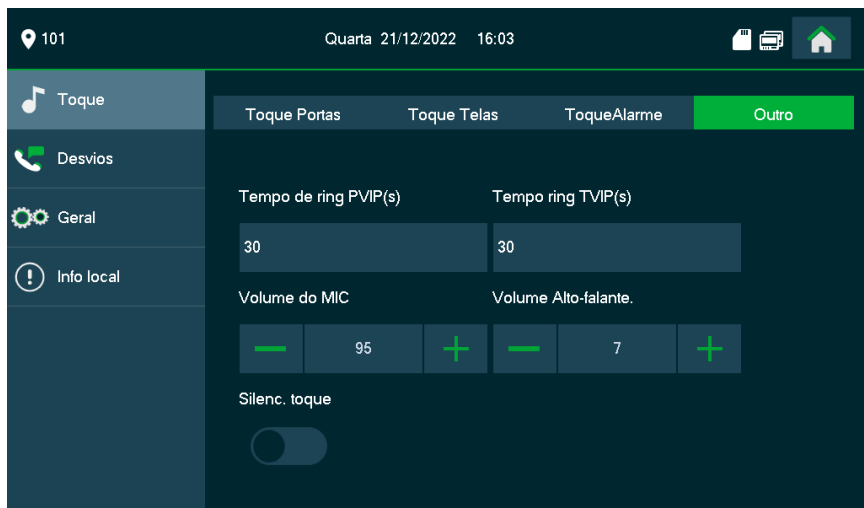 101
Quarta 21/12/2022 16:03
Toque
Desvios
Geral
Info local
Toque Portas
Toque Telas
ToqueAlarme
Outro
Tempo de ring PVIP(s)
Tempo ring TVIP(s)
30
30
Volume do MIC
Volume Alto-falante.
95
7
Silenc. toque